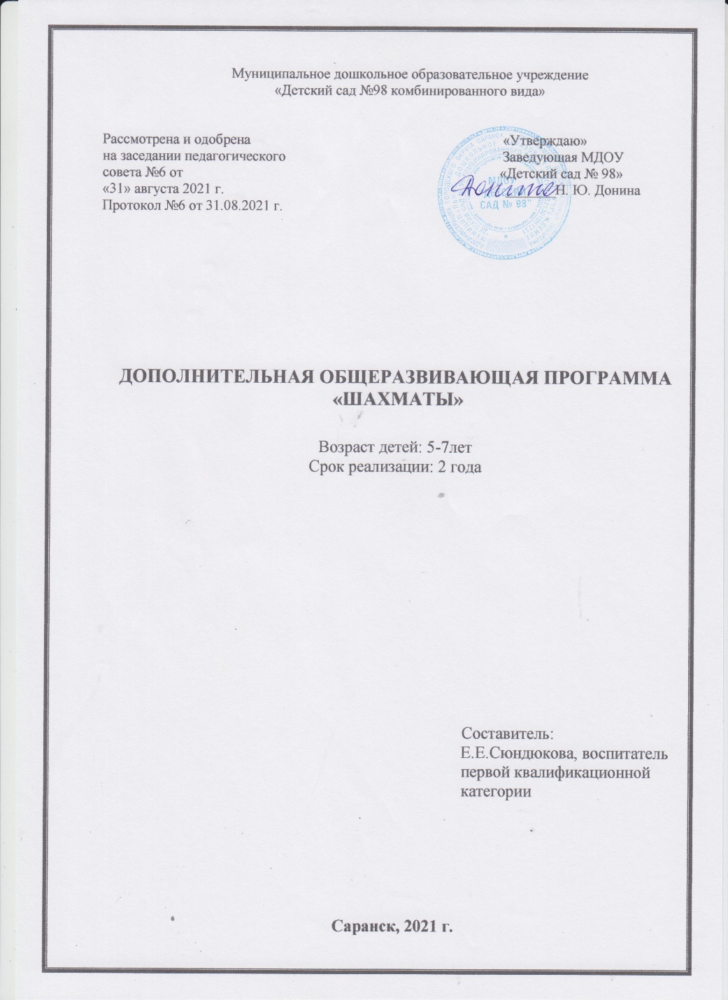 Муниципальное дошкольное образовательное учреждение
«Детский сад №98 комбинированного вида»
Рассмотрена и одобрена
на заседании педагогического
совета №6 от
«31» августа 2021 г.
Протокол №6 от 31.08.2021 г.
«Утверждаю»
Заведующая МДОУ
«Детский сад № 98»
Н. Ю. Донина
МДОУ
САД № 98"
ДОПОЛНИТЕЛЬНАЯ ОБЩЕРАЗВИВАЮЩАЯ ПРОГРАММА
«ШАХМАТЫ»
Возраст детей: 5-7лет
Срок реализации: 2 года
Составитель:
Е.Е.Сюндюкова, воспитатель
первой квалификационной
категории
Саранск, 2021 г.